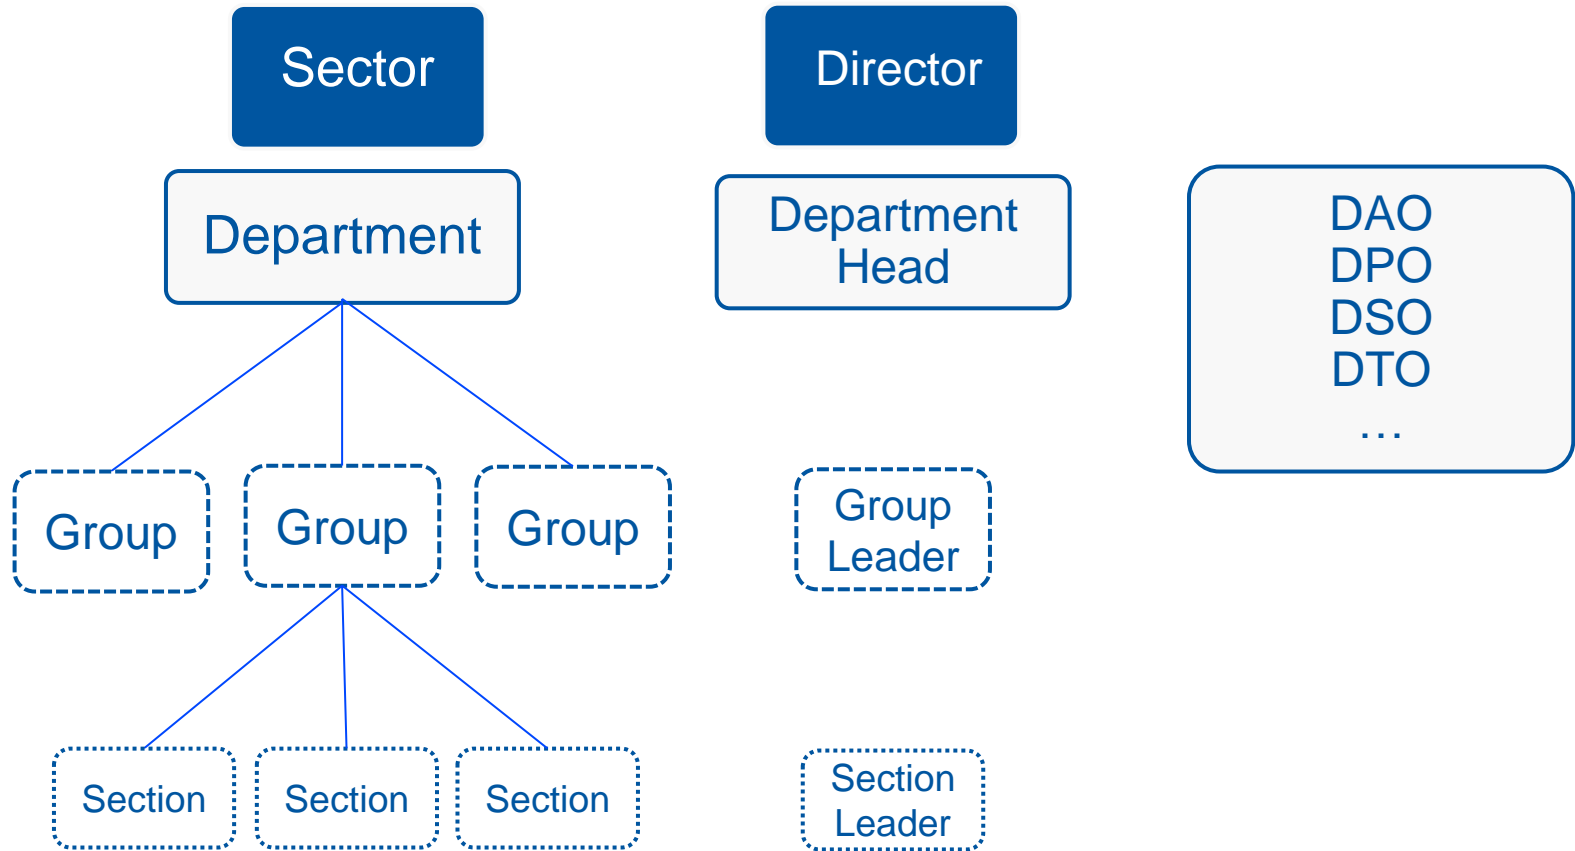 Sector
Director
Department
Department
Head
DAO
DPO
DSO
DTO
...
Group
Group
Group
Group
Leader
Section
Section
Section
Section
Leader